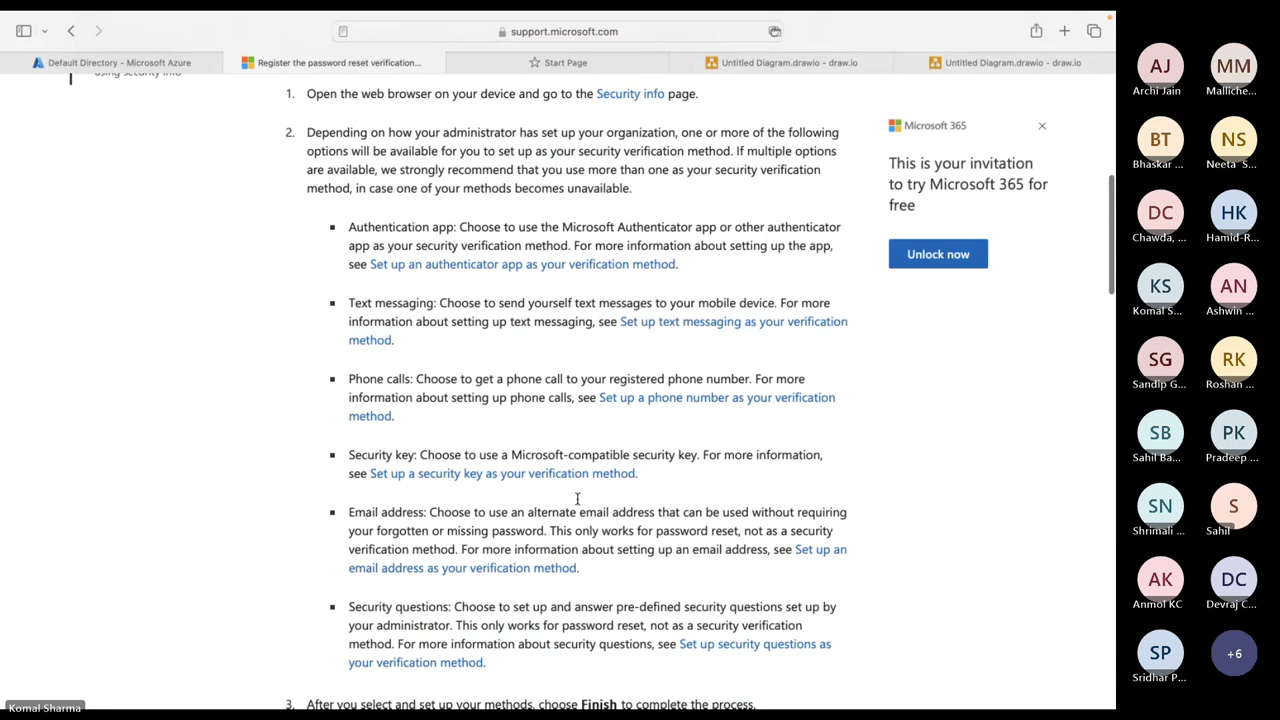 support.microsoft.com
Default Directory - Microsoft Azure
Register the password reset verification...
Start Page
Untitled Diagram.drawio - draw.io
Untitled Diagram.drawio - draw.io
using security info
1. Open the web browser on your device and go to the Security info page.
2. Depending on how your administrator has set up your organization, one or more of the following
options will be available for you to set up as your security verification method. If multiple options
are available, we strongly recommend that you use more than one as your security verification
method, in case one of your methods becomes unavailable.
▪ Authentication app: Choose to use the Microsoft Authenticator app or other authenticator
app as your security verification method. For more information about setting up the app,
see Set up an authenticator app as your verification method.
▪ Text messaging: Choose to send yourself text messages to your mobile device. For more
information about setting up text messaging, see Set up text messaging as your verification
method.
▪ Phone calls: Choose to get a phone call to your registered phone number. For more
information about setting up phone calls, see Set up a phone number as your verification
method.
▪ Security key: Choose to use a Microsoft-compatible security key. For more information,
see Set up a security key as your verification method.
▪ Email address: Choose to use an alternate email address that can be used without requiring
your forgotten or missing password. This only works for password reset, not as a security
verification method. For more information about setting up an email address, see Set up an
email address as your verification method.
▪ Security questions: Choose to set up and answer pre-defined security questions set up by
your administrator. This only works for password reset, not as a security verification
method. For more information about security questions, see Set up security questions as
your verification method.
3. After you select and set up your methods, choose Finish to complete the process.
Microsoft 365
This is your invitation
to try Microsoft 365 for
free
Unlock now
AJ
Archi Jain
MM
Malliche...
BT
Bhaskar ...
NS
Neeta S...
DC
Chawda, ...
HK
Hamid-R...
KS
Komal S...
AN
Ashwin ...
SG
Sandip G...
RK
Roshan ...
SB
Sahil Ba...
PK
Pradeep ...
SN
Shrimali ...
S
Sahil
AK
Anmol KC
DC
Devraj C...
SP
Sridhar P...
+6
Komal Sharma